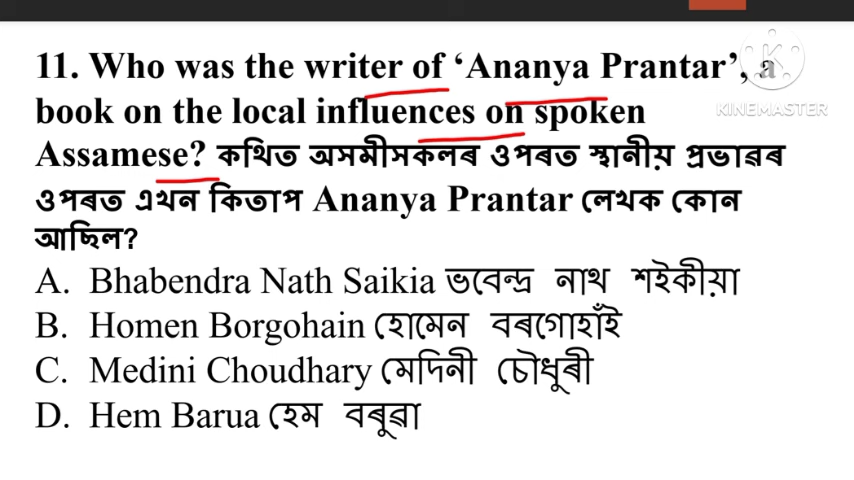 11. Who was the writer of ‘Ananya Prantar’, a
book on the local influences on spoken
Assamese? কথিত অসমীসকলৰ ওপৰত স্থানীয় প্ৰভাৱৰ
ওপৰত এখন কিতাপ Ananya Prantar লেখক কোন
আছিল?
A. Bhabendra Nath Saikia ভবেন্দ্ৰ নাথ শইকীয়া
B. Homen Borgohain হোমেন বৰগোহাঁই
C. Medini Choudhary মেদিনী চৌধুৰী
D. Hem Barua হেম বৰুৱা
K
KINEMASTER